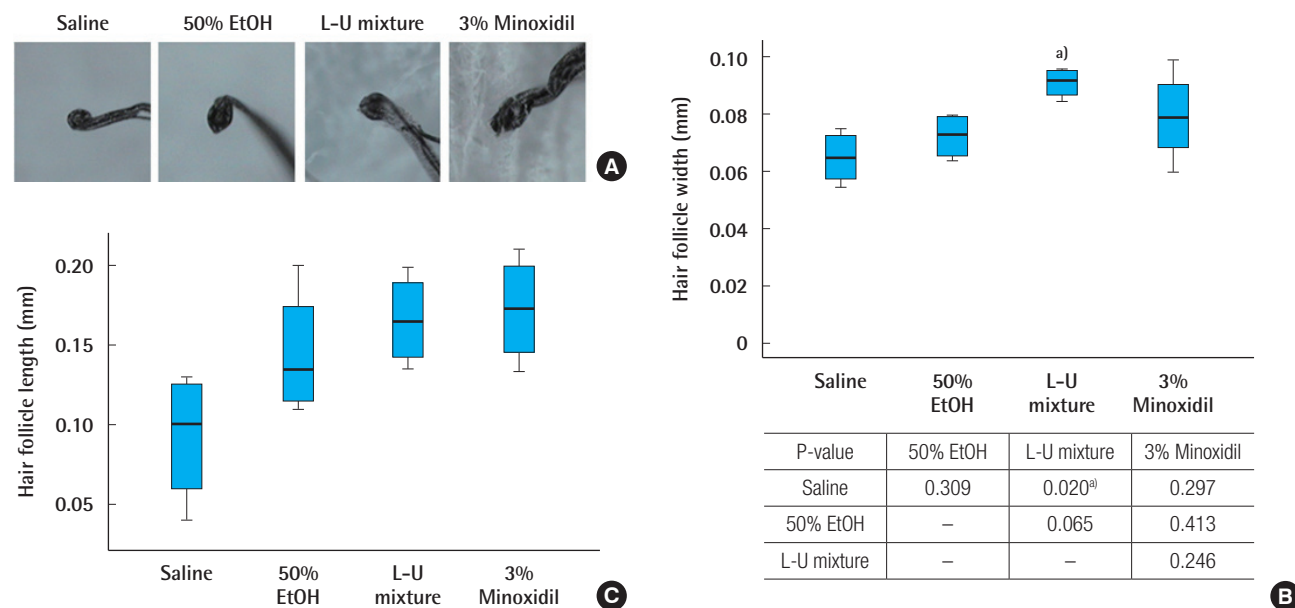 Saline 50% EtOH L-U mixture 3% Minoxidil
A
Hair follicle width (mm)
0.10
0.08
0.06
0.04
0.02
0
a)
Saline 50% EtOH L-U mixture 3% Minoxidil
P-value 50% EtOH L-U mixture 3% Minoxidil
Saline 0.309 0.020a) 0.297
50% EtOH – 0.065 0.413
L-U mixture – – 0.246
B
Hair follicle length (mm)
0.20
0.15
0.10
0.05
Saline 50% EtOH L-U mixture 3% Minoxidil
C